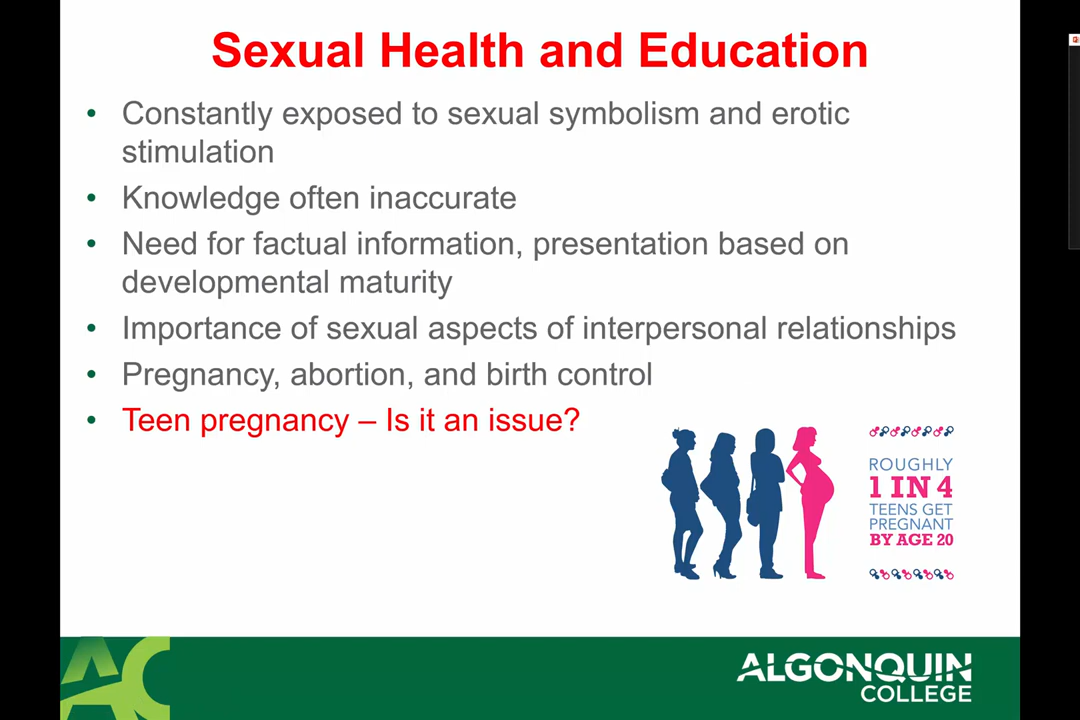 Sexual Health and Education
• Constantly exposed to sexual symbolism and erotic
stimulation
• Knowledge often inaccurate
• Need for factual information, presentation based on
developmental maturity
• Importance of sexual aspects of interpersonal relationships
• Pregnancy, abortion, and birth control
• Teen pregnancy – Is it an issue?
ROUGHLY
1 IN 4
TEENS GET
PREGNANT
BY AGE 20
AC
ALGONQUIN
COLLEGE